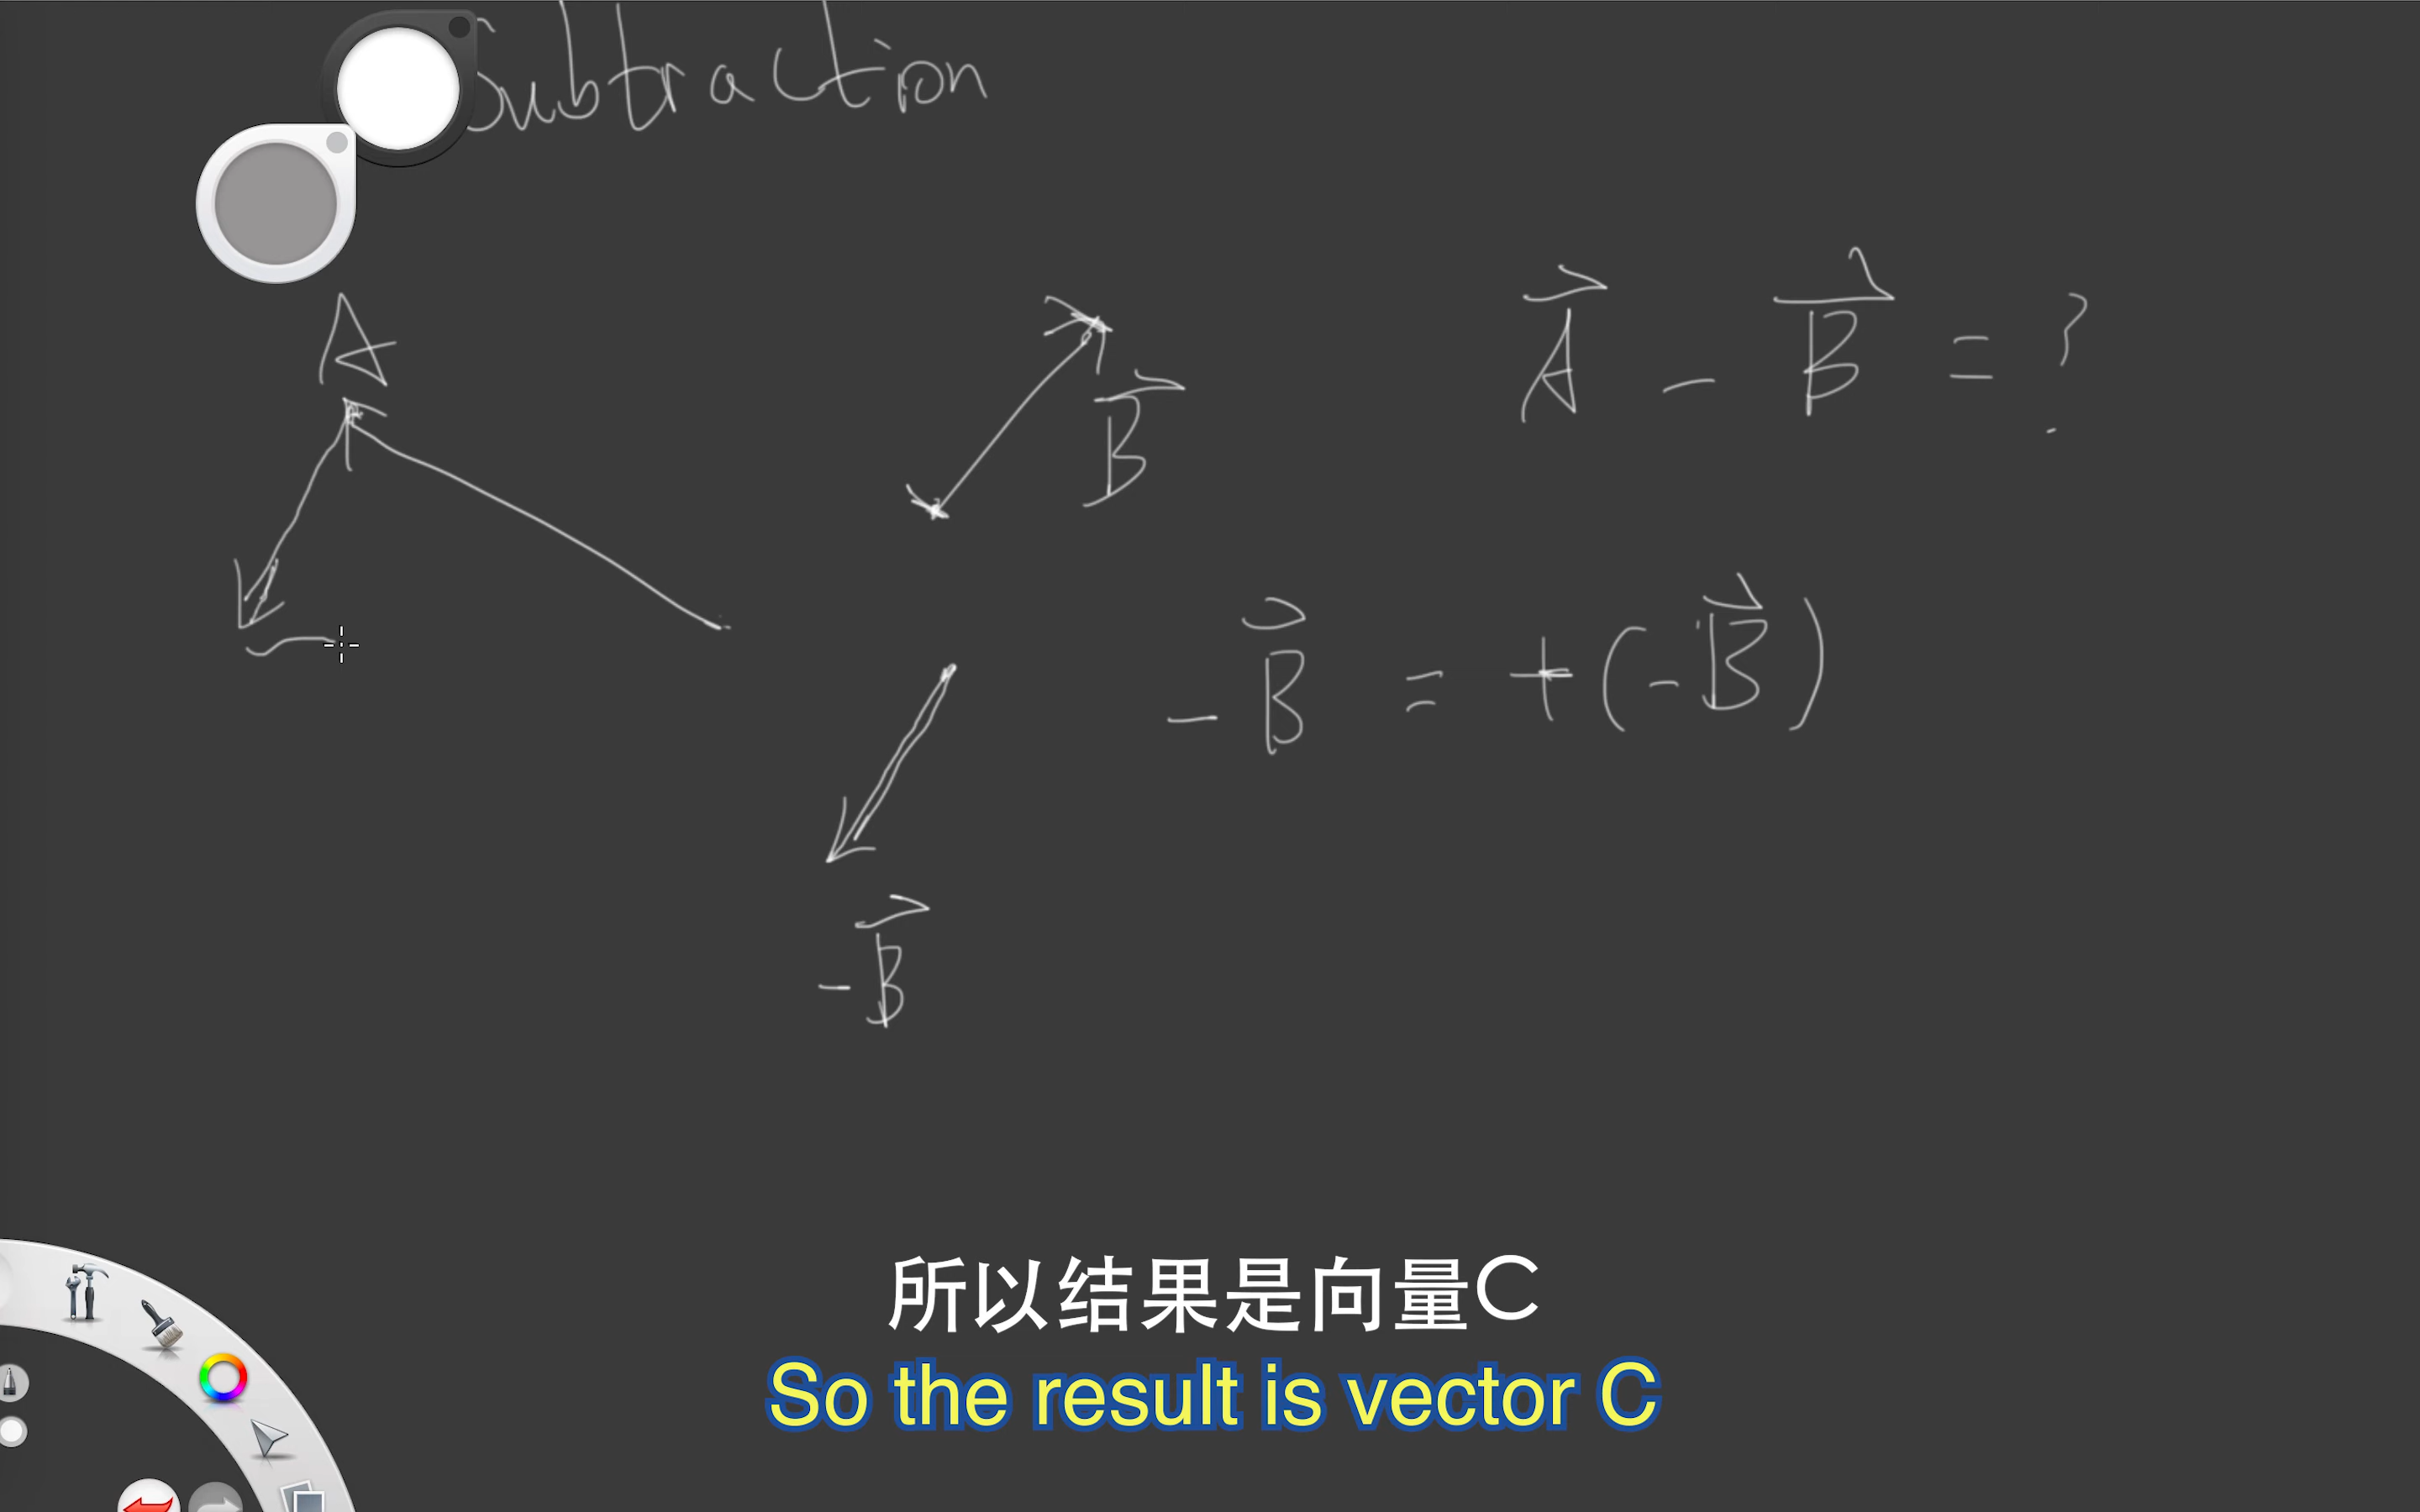 Subtraction
A
B⃗
A⃗ - B⃗ = ?
-B⃗ = +(-B⃗)
-B⃗
所以结果是向量C
So the result is vector C